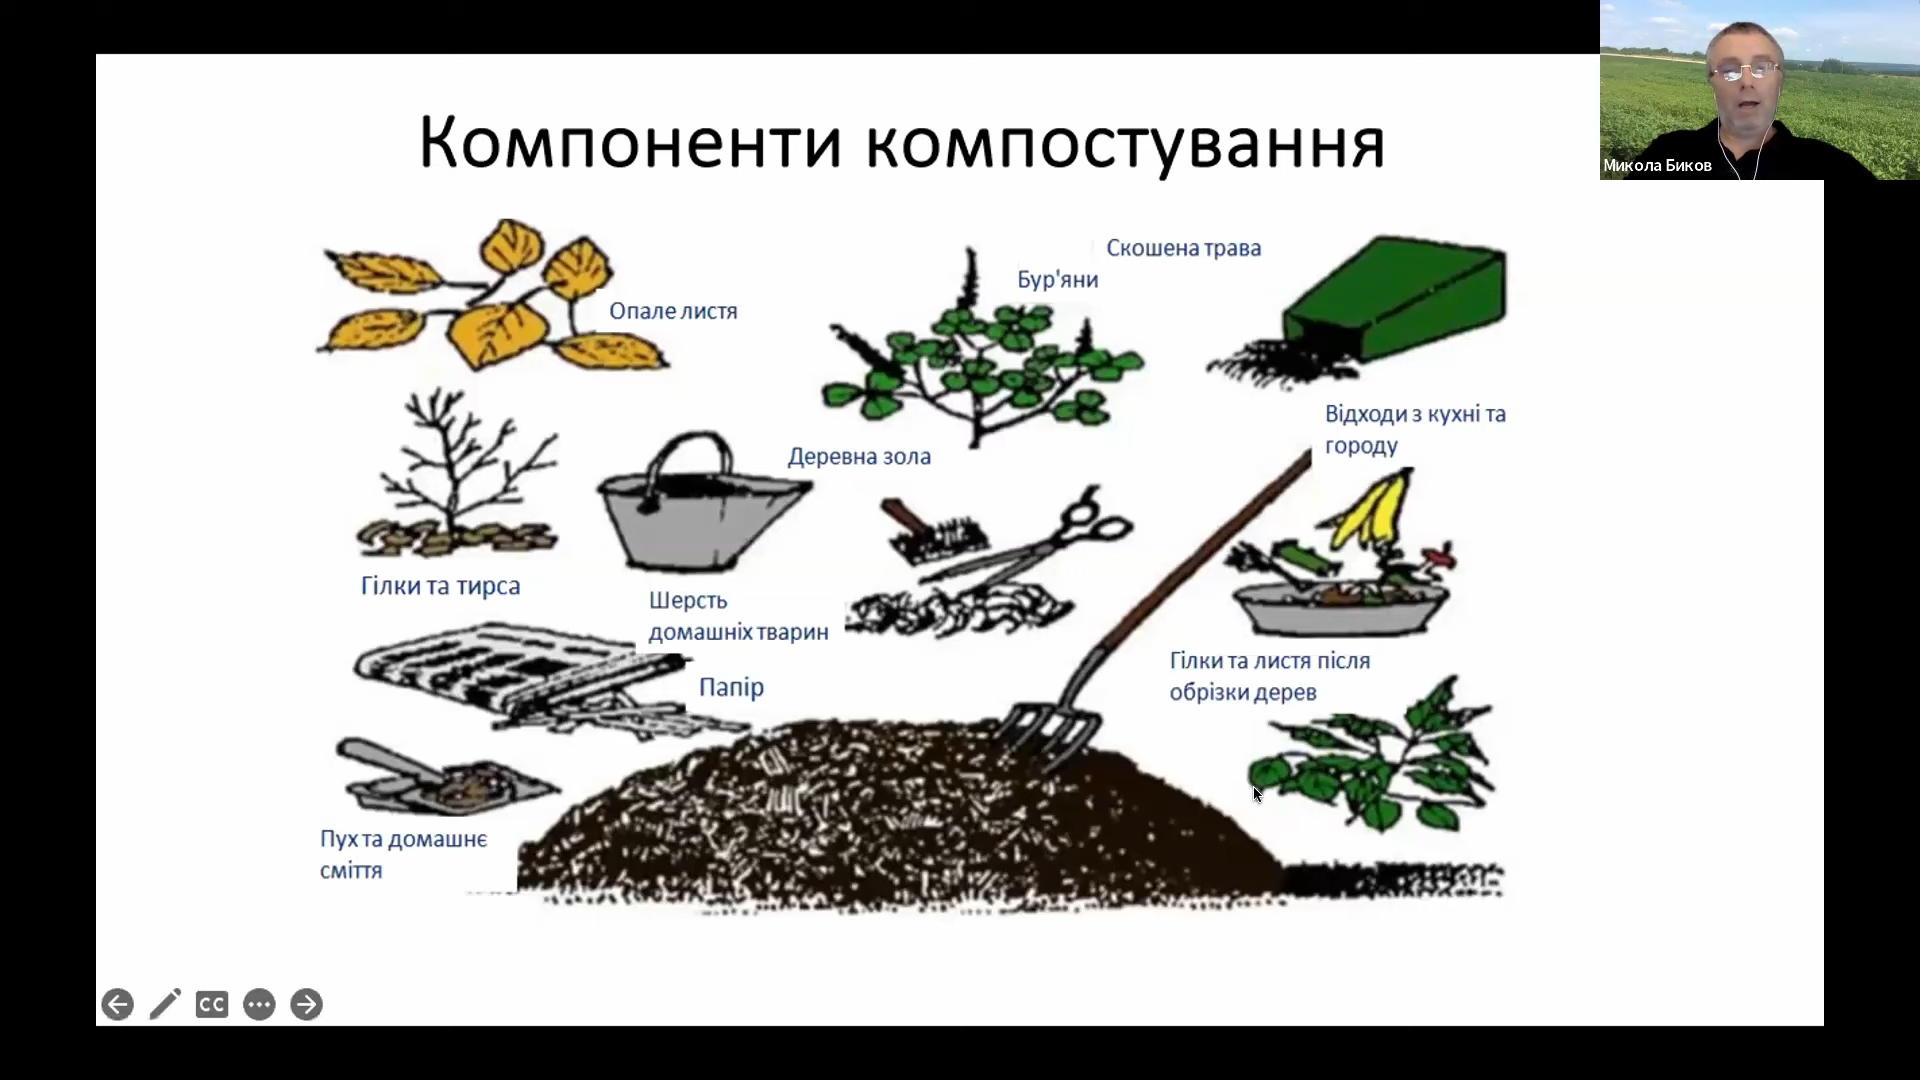 Компоненти компостування
Микола Биков
Опале листя
Бур'яни
Скошена трава
Деревна зола
Відходи з кухні та
городу
Гілки та тирса
Шерсть
домашніх тварин
Папір
Гілки та листя після
обрізки дерев
Пух та домашнє
сміття
CC